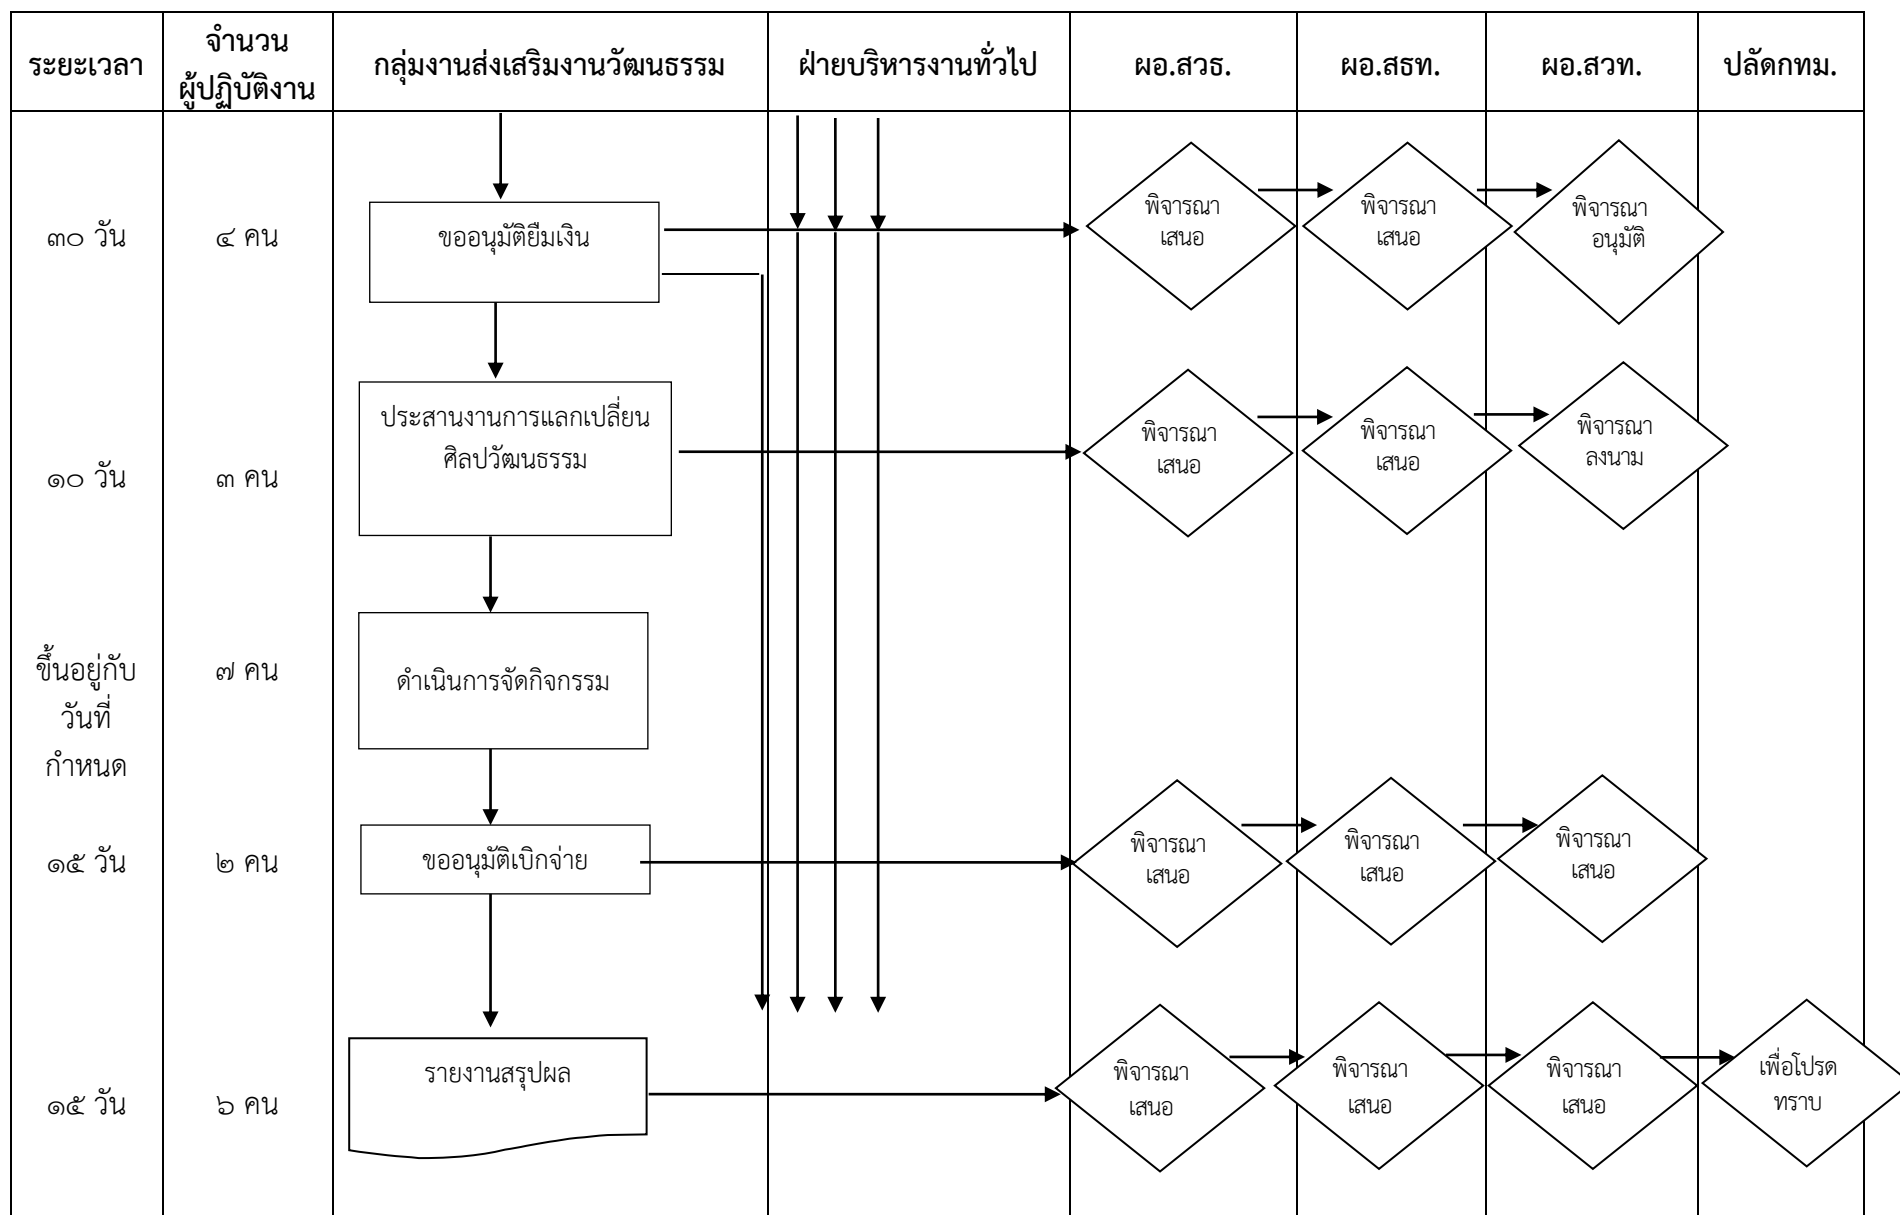 ระยะเวลา
จำนวน
ผู้ปฏิบัติงาน
กลุ่มงานส่งเสริมงานวัฒนธรรม
ฝ่ายบริหารงานทั่วไป
ผอ.สวธ.
ผอ.สธท.
ผอ.สวท.
ปลัดกทม.
๓๐ วัน
๔ คน
ขออนุมัติยืมเงิน
พิจารณา
เสนอ
พิจารณา
เสนอ
พิจารณา
อนุมัติ
๑๐ วัน
๓ คน
ประสานงานการแลกเปลี่ยน
ศิลปวัฒนธรรม
พิจารณา
เสนอ
พิจารณา
เสนอ
พิจารณา
ลงนาม
ขึ้นอยู่กับ
วันที่
กำหนด
๗ คน
ดำเนินการจัดกิจกรรม
๑๕ วัน
๒ คน
ขออนุมัติเบิกจ่าย
พิจารณา
เสนอ
พิจารณา
เสนอ
พิจารณา
เสนอ
๑๕ วัน
๖ คน
รายงานสรุปผล
พิจารณา
เสนอ
พิจารณา
เสนอ
พิจารณา
เสนอ
เพื่อโปรด
ทราบ